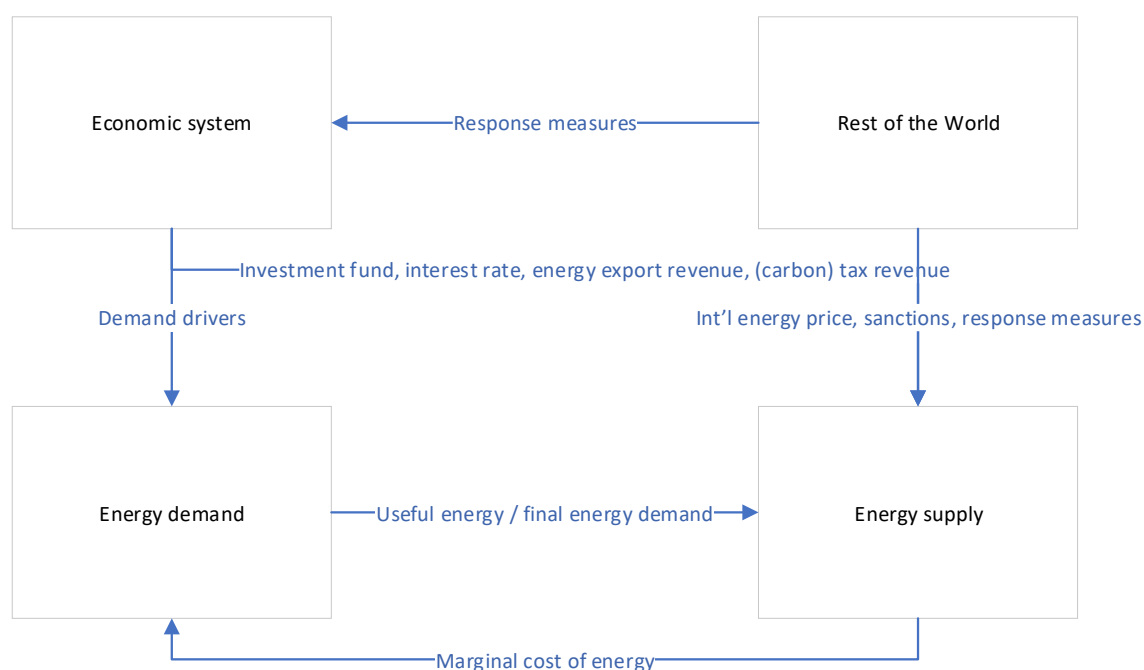 Economic system
Response measures
Rest of the World
Investment fund, interest rate, energy export revenue, (carbon) tax revenue
Demand drivers
Int'l energy price, sanctions, response measures
Energy demand
Useful energy / final energy demand
Energy supply
Marginal cost of energy